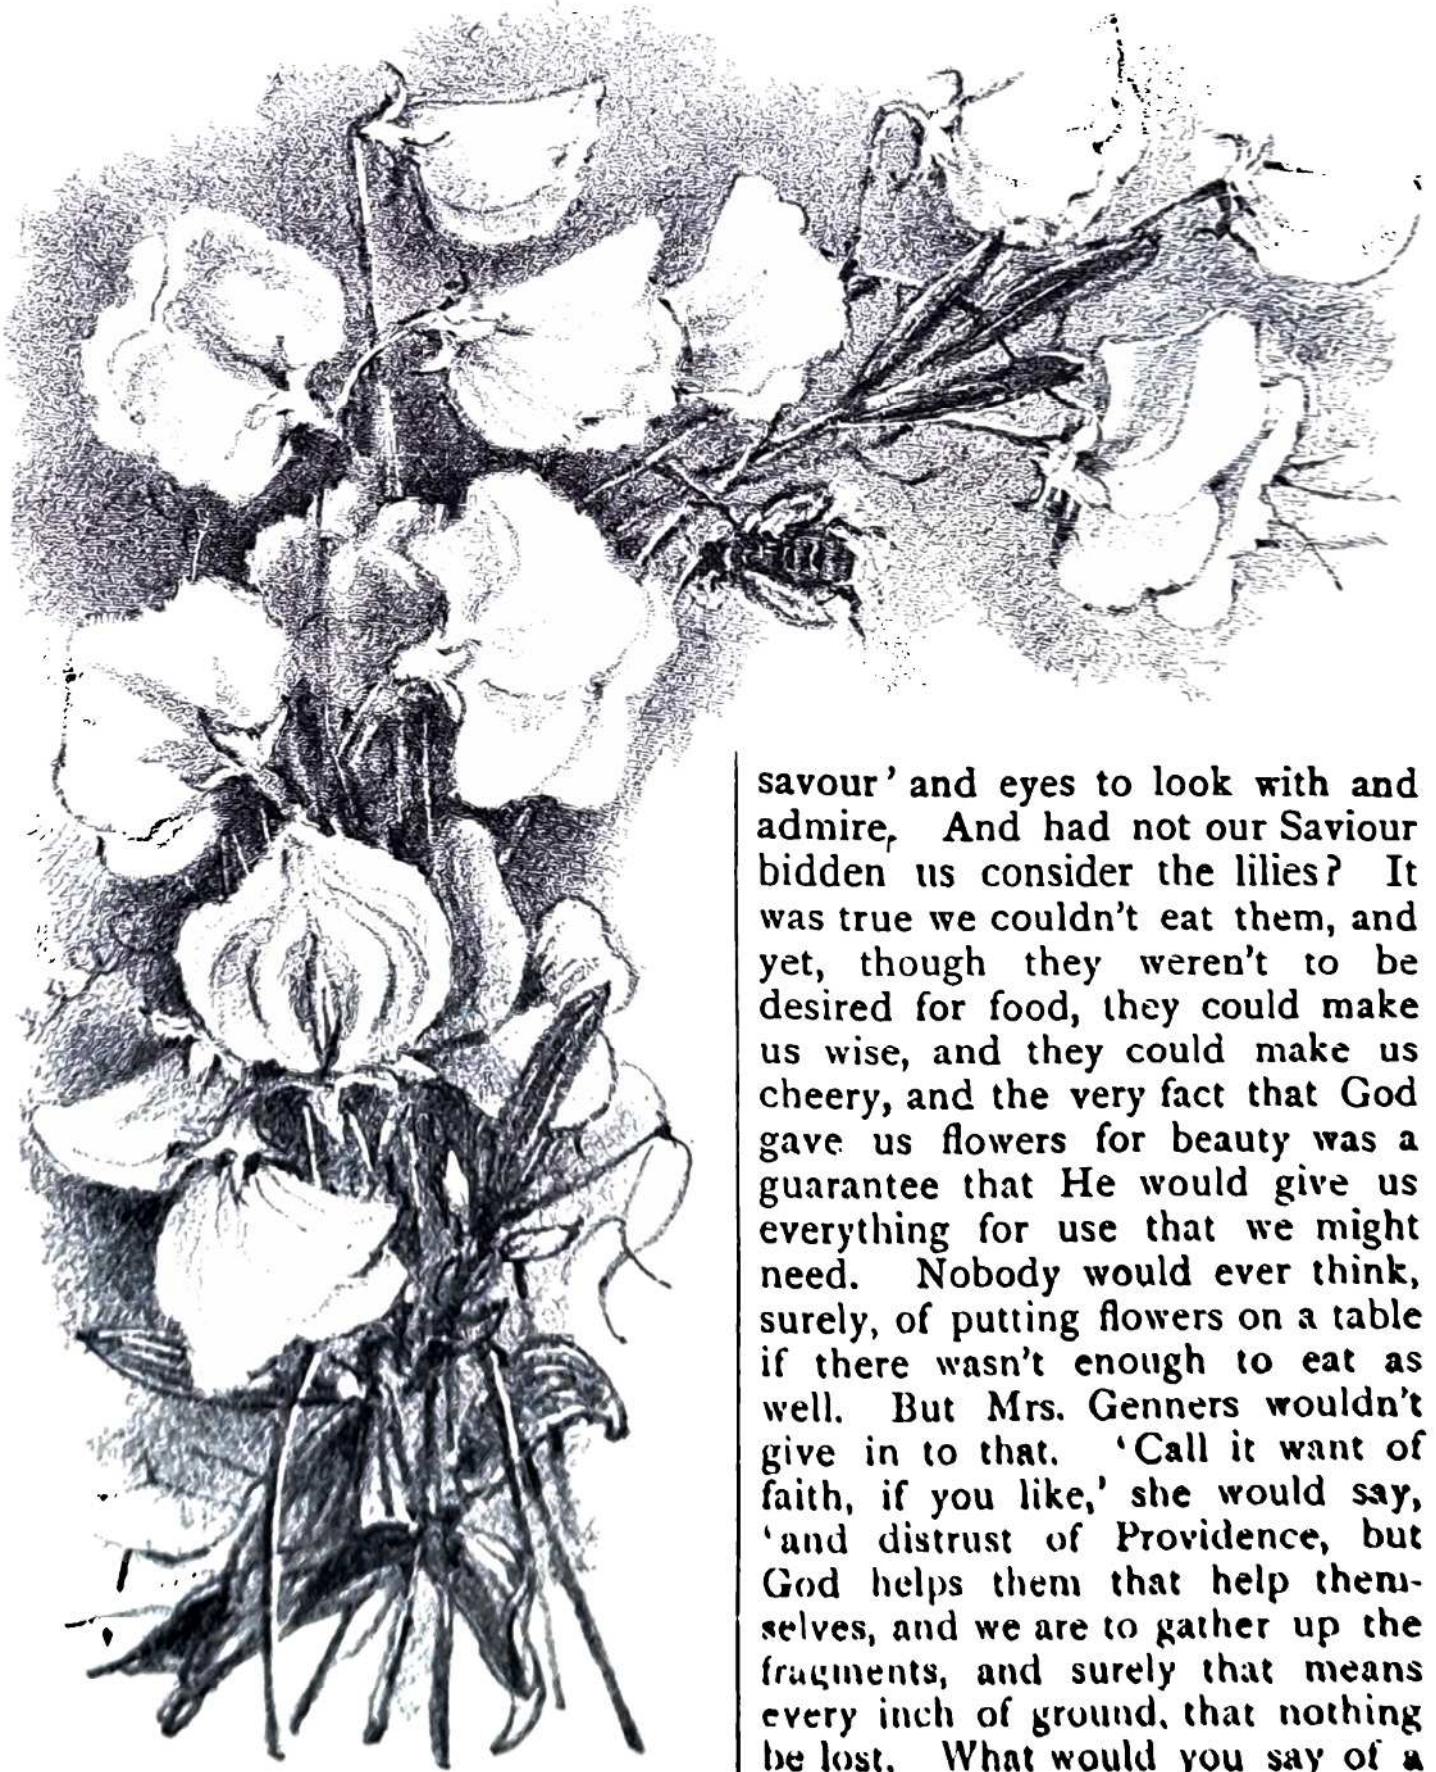 savour’ and eyes to look with and
admire, And had not our Saviour
bidden us consider the lilies? It
was true we couldn't eat them, and
yet, though they weren't to be
desired for food, they could make
us wise, and they could make us
cheery, and the very fact that God
gave us flowers for beauty was a
guarantee that He would give us
everything for use that we might
need. Nobody would ever think,
surely, of putting flowers on a table
if there wasn't enough to eat as
well. But Mrs. Genners wouldn't
give in to that. ‘Call it want of
faith, if you like,’ she would say,
‘and distrust of Providence, but
God helps them that help them-
selves, and we are to gather up the
fragments, and surely that means
every inch of ground, that nothing
be lost. What would you say of a